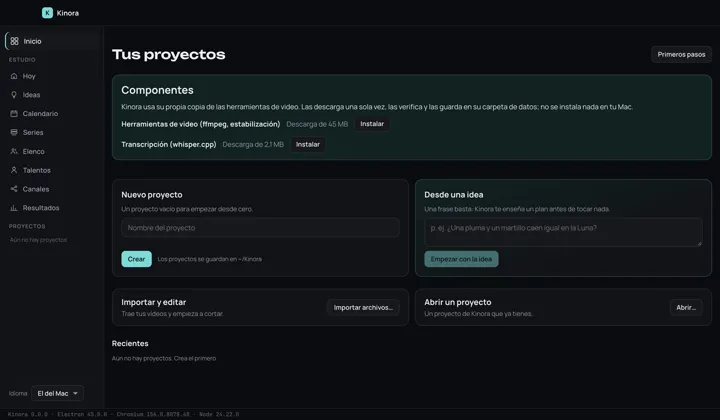 Kinora
Inicio
ESTUDIO
Hoy
Ideas
Calendario
Series
Elenco
Talentos
Canales
Resultados
PROYECTOS
Aún no hay proyectos
Idioma
El del Mac
Tus proyectos
Primeros pasos
Componentes
Kinora usa su propia copia de las herramientas de video. Las descarga una sola vez, las verifica y las guarda en su carpeta de datos; no se instala nada en tu Mac.
Herramientas de video (ffmpeg, estabilización) Descarga de 45 MB Instalar
Transcripción (whisper.cpp) Descarga de 2,1 MB Instalar
Nuevo proyecto
Un proyecto vacío para empezar desde cero.
Nombre del proyecto
Crear Los proyectos se guardan en ~/Kinora
Desde una idea
Una frase basta: Kinora te enseña un plan antes de tocar nada.
p. ej. ¿Una pluma y un martillo caen igual en la Luna?
Empezar con la idea
Importar y editar
Trae tus videos y empieza a cortar.
Importar archivos…
Abrir un proyecto
Un proyecto de Kinora que ya tienes.
Abrir…
Recientes
Aún no hay proyectos. Crea el primero.
Kinora 0.0.0 · Electron 43.0.0 · Chromium 154.0.8078.48 · Node 24.22.0